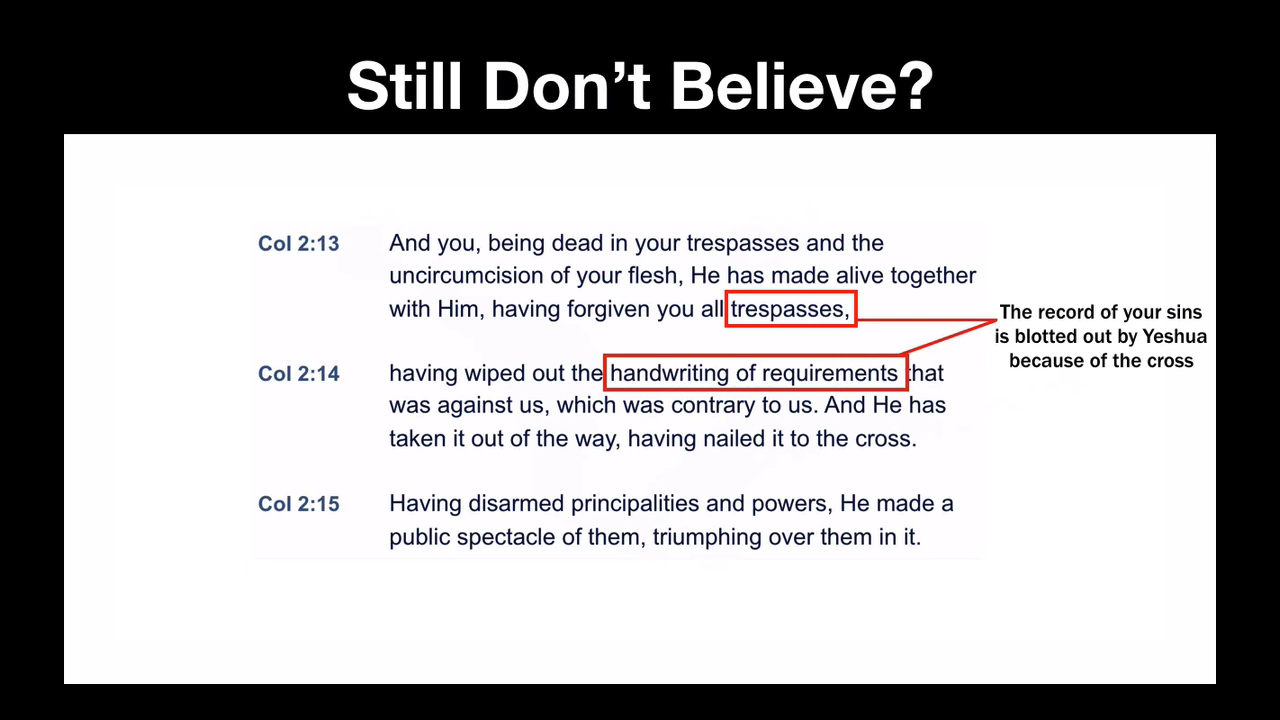 Still Don’t Believe?
Col 2:13 And you, being dead in your trespasses and the
uncircumcision of your flesh, He has made alive together
with Him, having forgiven you all trespasses,
The record of your sins
is blotted out by Yeshua
because of the cross
Col 2:14 having wiped out the handwriting of requirements that
was against us, which was contrary to us. And He has
taken it out of the way, having nailed it to the cross.
Col 2:15 Having disarmed principalities and powers, He made a
public spectacle of them, triumphing over them in it.